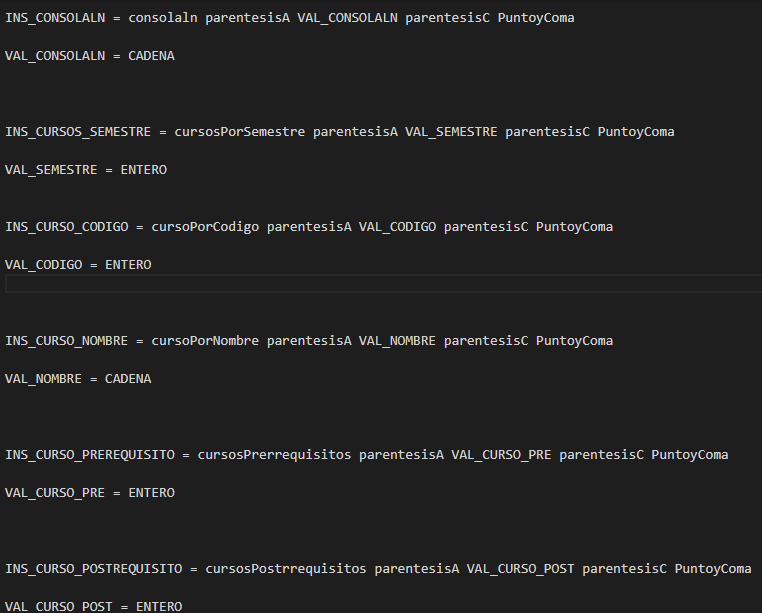 INS_CONSOLALN = consolaln parentesisA VAL_CONSOLALN parentesisC PuntoyComa
VAL_CONSOLALN = CADENA
INS_CURSOS_SEMESTRE = cursosPorSemestre parentesisA VAL_SEMESTRE parentesisC PuntoyComa
VAL_SEMESTRE = ENTERO
INS_CURSO_CODIGO = cursoPorCodigo parentesisA VAL_CODIGO parentesisC PuntoyComa
VAL_CODIGO = ENTERO
INS_CURSO_NOMBRE = cursoPorNombre parentesisA VAL_NOMBRE parentesisC PuntoyComa
VAL_NOMBRE = CADENA
INS_CURSO_PREREQUISITO = cursosPrerrequisitos parentesisA VAL_CURSO_PRE parentesisC PuntoyComa
VAL_CURSO_PRE = ENTERO
INS_CURSO_POSTREQUISITO = cursosPostrrequisitos parentesisA VAL_CURSO_POST parentesisC PuntoyComa
VAL_CURSO_POST = ENTERO